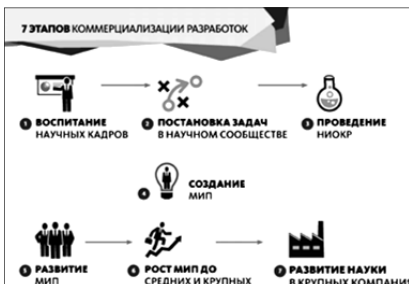 7 ЭТАПОВ КОММЕРЦИАЛИЗАЦИИ РАЗРАБОТОК
1 ВОСПИТАНИЕ
НАУЧНЫХ КАДРОВ
2 ПОСТАНОВКА ЗАДАЧ
В НАУЧНОМ СООБЩЕСТВЕ
3 ПРОВЕДЕНИЕ
НИОКР
4 СОЗДАНИЕ
МИП
5 РАЗВИТИЕ
МИП
6 РОСТ МИП ДО
СРЕДНИХ И КРУПНЫХ
7 РАЗВИТИЕ НАУКИ
В КРУПНЫХ КОМПАНИЯ